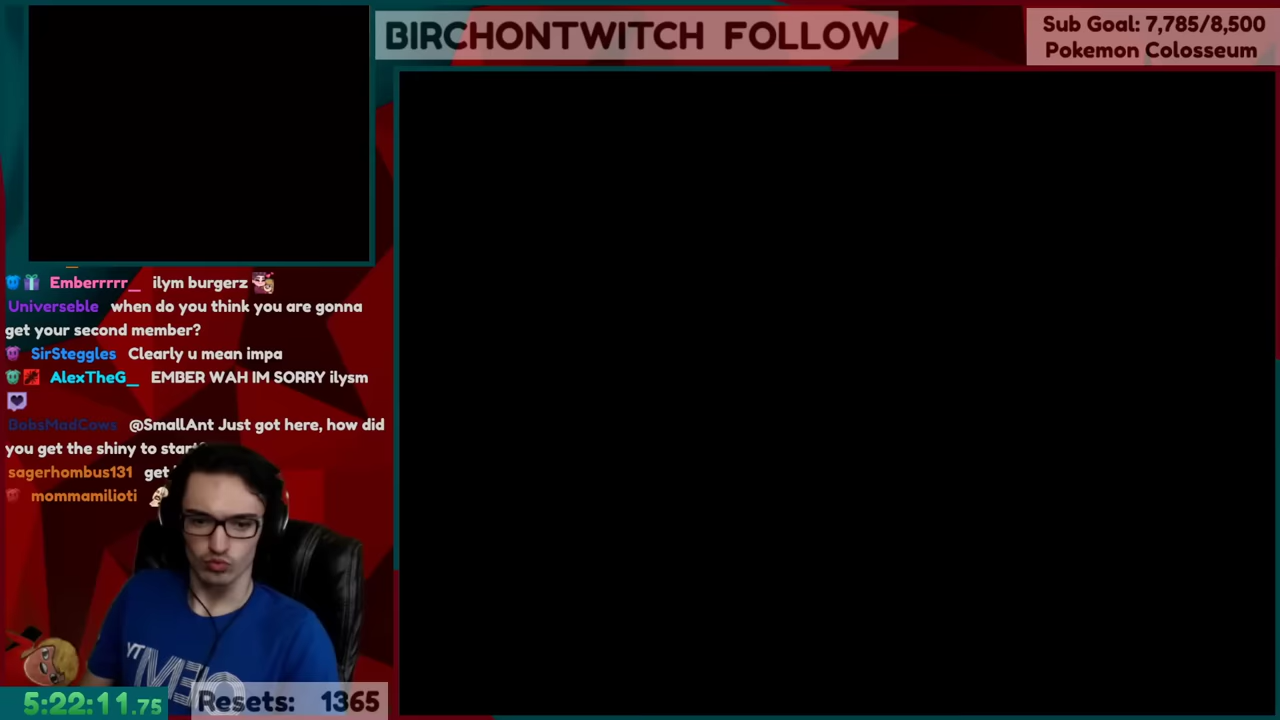 BIRCHONTWITCH FOLLOW
Sub Goal: 7,785/8,500
Pokemon Colosseum
Emberrrrr_ ilym burgerz
Universeble when do you think you are gonna
get your second member?
SirSteggles Clearly u mean impa
AlexTheG_ EMBER WAH IM SORRY ilysm
BobsMadCows @SmallAnt Just got here, how did
you get the shiny to start?
sagerhombus131 get
mommamilioti
YT
5:22:11.75
Resets: 1365